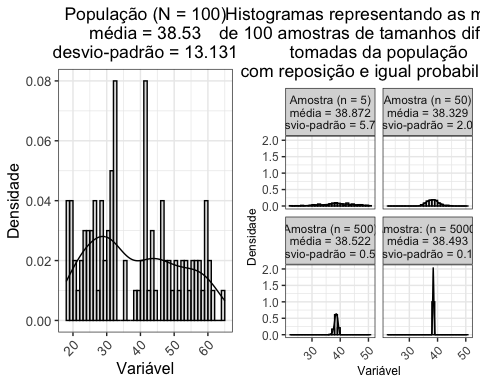 População (N = 100)
média = 38.53
desvio-padrão = 13.131
Histogramas representando as m
de 100 amostras de tamanhos dif
tomadas da população
com reposição e igual probabil
Densidade
0.08
0.06
0.04
0.02
0.00
20
30
40
50
60
Variável
Amostra (n = 5)
média = 38.872
svio-padrão = 5.7
Amostra (n = 50)
média = 38.329
svio-padrão = 2.0
Densidade
2.0
1.5
1.0
0.5
0.0
Amostra (n = 500)
média = 38.522
svio-padrão = 0.5
mostra: (n = 5000
média = 38.493
svio-padrão = 0.1
2.0
1.5
1.0
0.5
0.0
30
40
50
30
40
50
Variável